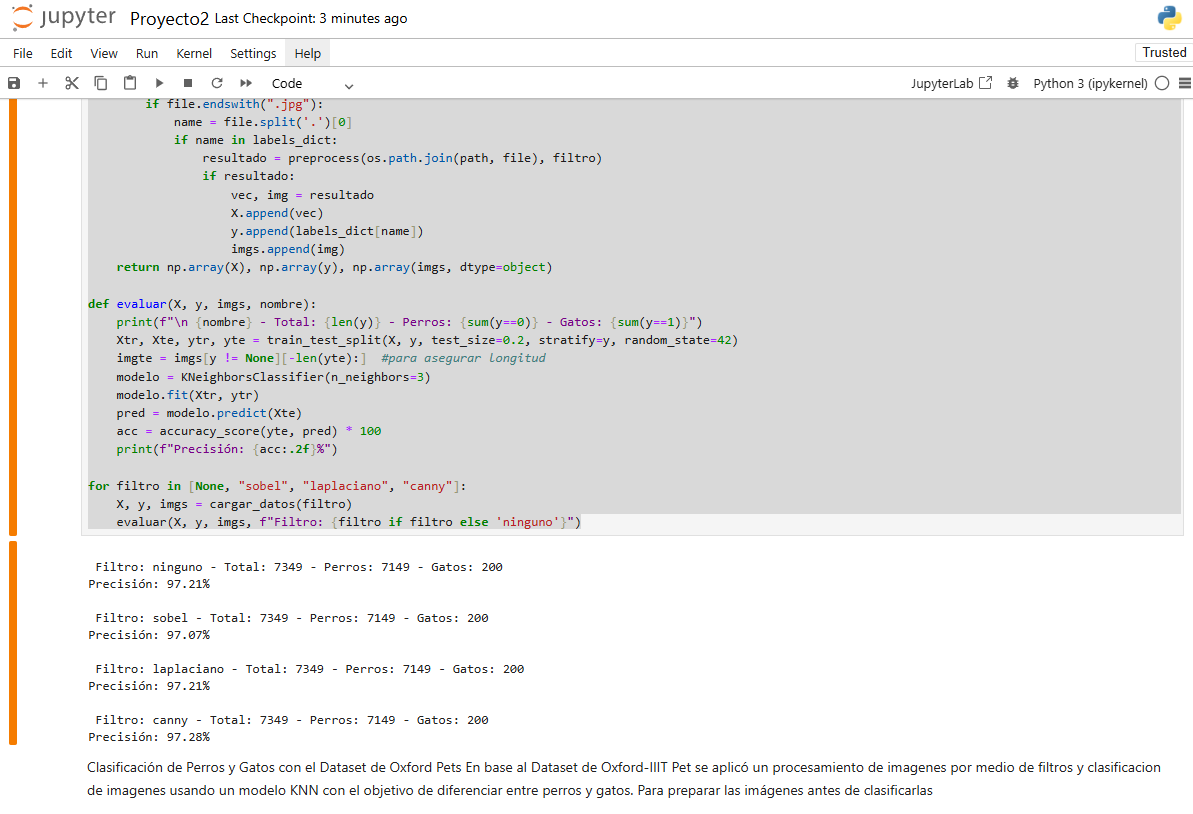 jupyter Proyecto2 Last Checkpoint: 3 minutes ago
File Edit View Run Kernel Settings Help Trusted
Code JupyterLab Python 3 (ipykernel)
if file.endswith(".jpg"):
name = file.split('.')[0]
if name in labels_dict:
resultado = preprocess(os.path.join(path, file), filtro)
if resultado:
vec, img = resultado
X.append(vec)
y.append(labels_dict[name])
imgs.append(img)
return np.array(X), np.array(y), np.array(imgs, dtype=object)
def evaluar(X, y, imgs, nombre):
print(f"\n {nombre} - Total: {len(y)} - Perros: {sum(y==0)} - Gatos: {sum(y==1)}")
Xtr, Xte, ytr, yte = train_test_split(X, y, test_size=0.2, stratify=y, random_state=42)
imgte = imgs[y != None][-len(yte):] #para asegurar longitud
modelo = KNeighborsClassifier(n_neighbors=3)
modelo.fit(Xtr, ytr)
pred = modelo.predict(Xte)
acc = accuracy_score(yte, pred) * 100
print(f"Precisión: {acc:.2f}%")
for filtro in [None, "sobel", "laplaciano", "canny"]:
X, y, imgs = cargar_datos(filtro)
evaluar(X, y, imgs, f"Filtro: {filtro if filtro else 'ninguno'}")
Filtro: ninguno - Total: 7349 - Perros: 7149 - Gatos: 200
Precisión: 97.21%
Filtro: sobel - Total: 7349 - Perros: 7149 - Gatos: 200
Precisión: 97.07%
Filtro: laplaciano - Total: 7349 - Perros: 7149 - Gatos: 200
Precisión: 97.21%
Filtro: canny - Total: 7349 - Perros: 7149 - Gatos: 200
Precisión: 97.28%
Clasificación de Perros y Gatos con el Dataset de Oxford Pets En base al Dataset de Oxford-IIIT Pet se aplicó un procesamiento de imagenes por medio de filtros y clasificacion
de imagenes usando un modelo KNN con el objetivo de diferenciar entre perros y gatos. Para preparar las imágenes antes de clasificarlas